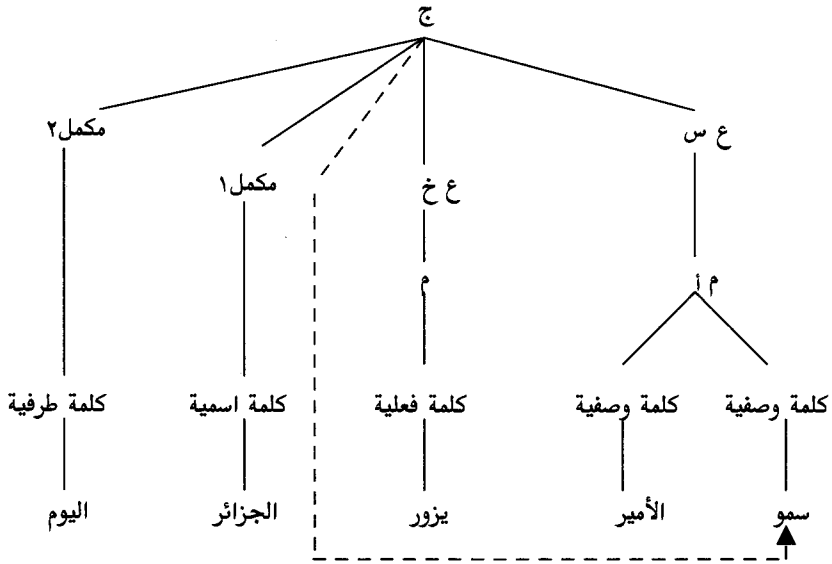 ج
ع س
مكمل٢
مكمل١
ع خ
م أ
م
كلمة وصفية كلمة وصفية كلمة فعلية كلمة اسمية كلمة طرفية
سمو الأمير يزور الجزائر اليوم